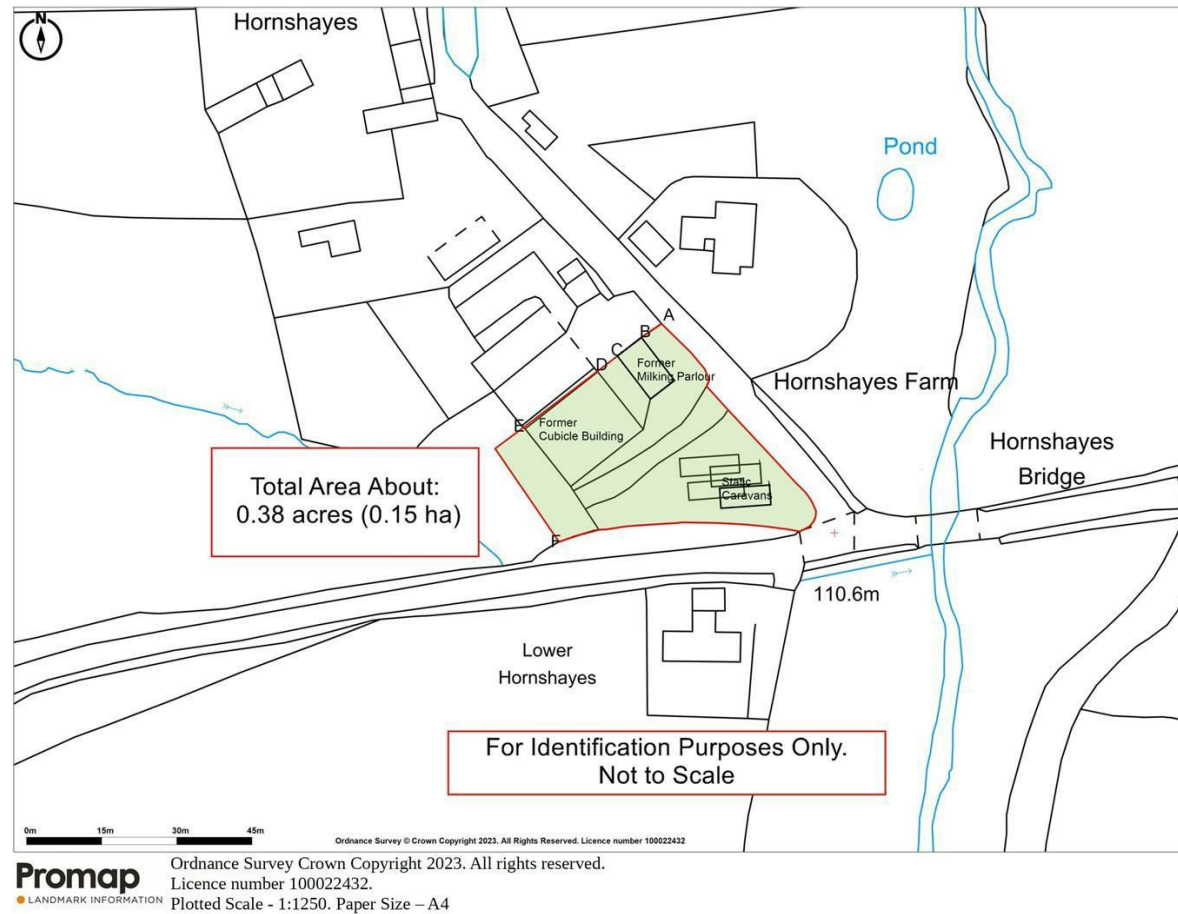 N
Hornshayes
Pond
A
B
C
D
Former
Milking Parlour
Hornshayes Farm
E
Former
Cubicle Building
Hornshayes
Bridge
Total Area About:
0.38 acres (0.15 ha)
Static
Caravans
F
110.6m
Lower
Hornshayes
For Identification Purposes Only.
Not to Scale
0m 15m 30m 45m
Ordnance Survey © Crown Copyright 2023. All Rights Reserved. Licence number 100022432
Promap
LANDMARK INFORMATION
Ordnance Survey Crown Copyright 2023. All rights reserved.
Licence number 100022432.
Plotted Scale - 1:1250. Paper Size – A4